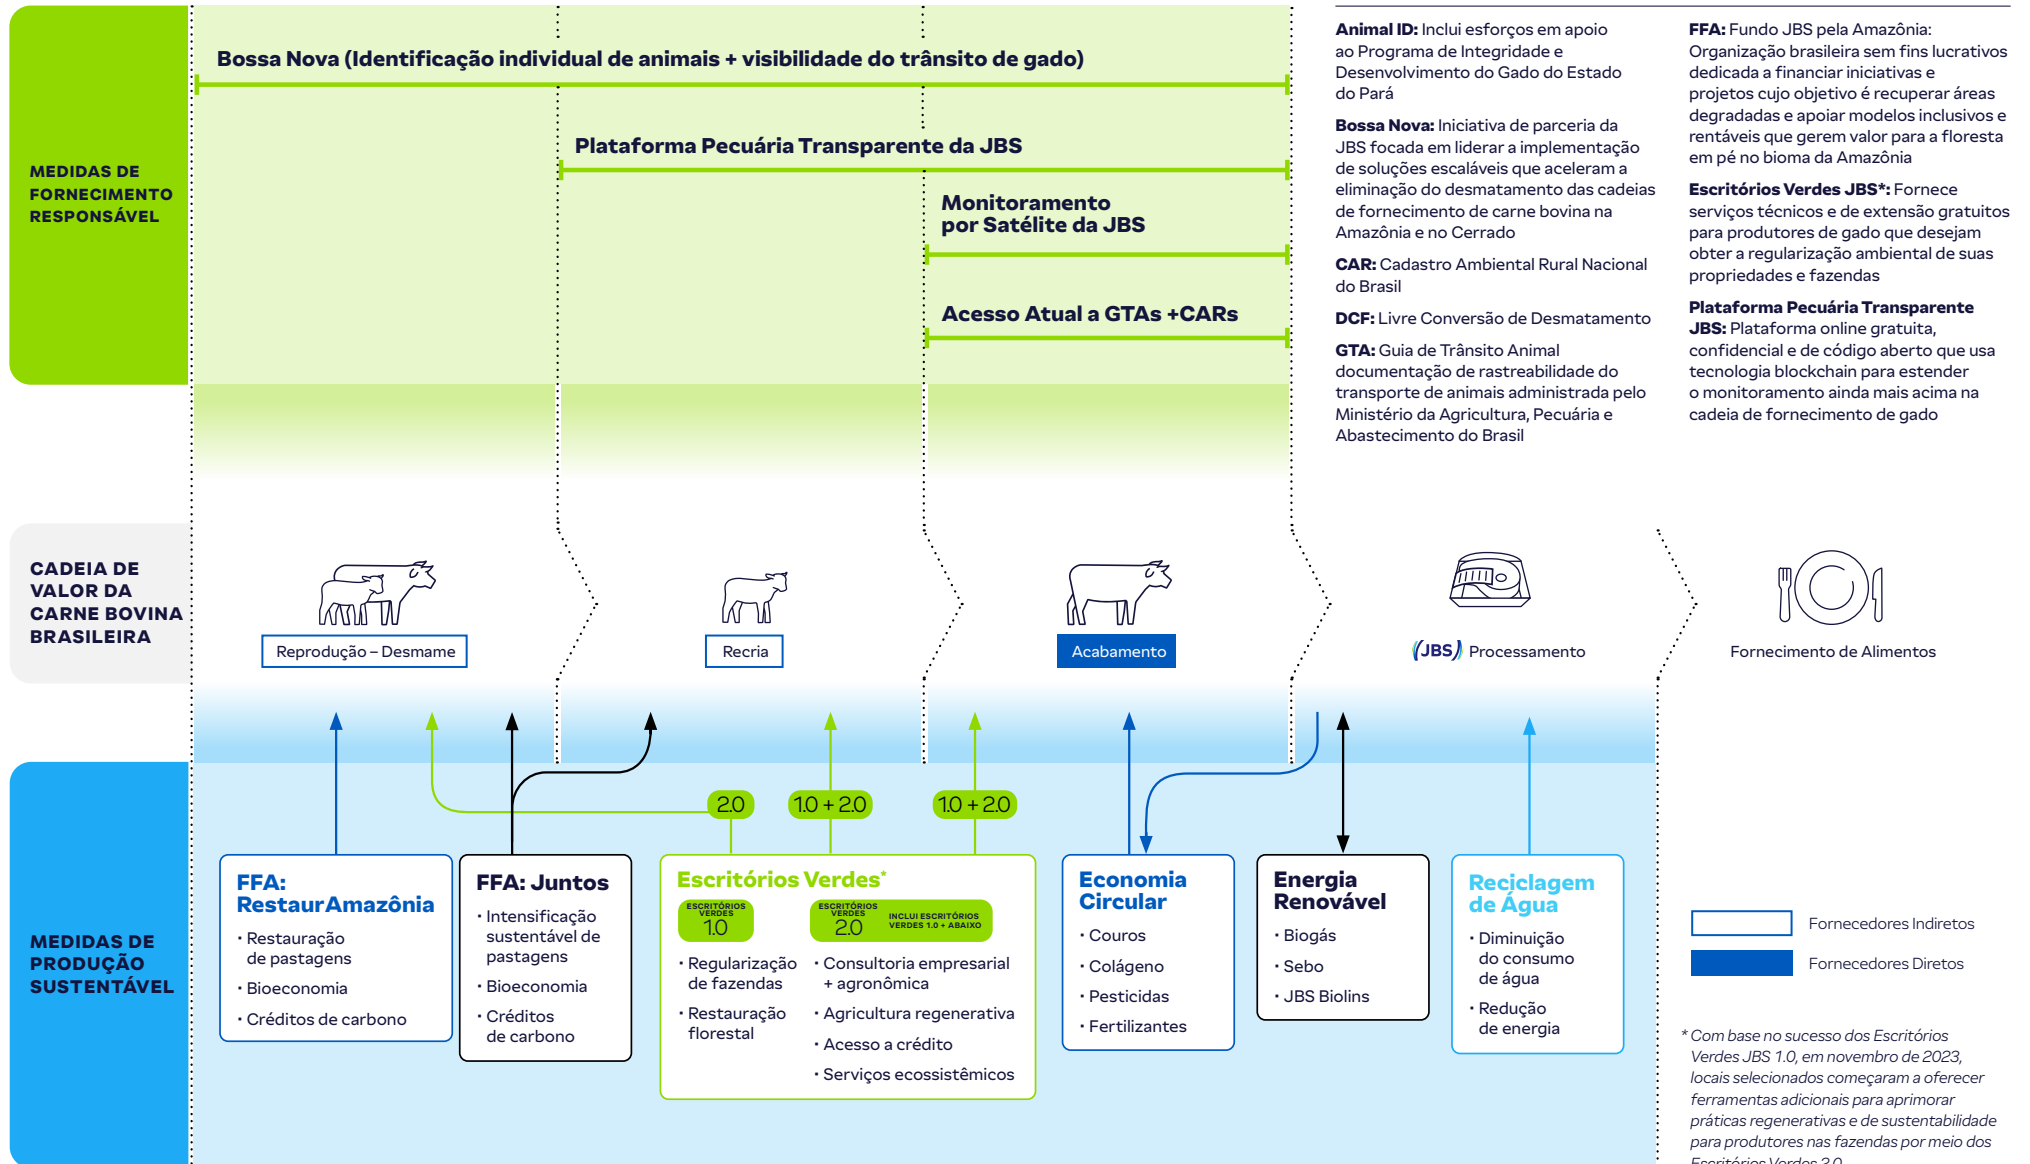 MEDIDAS DE
FORNECIMENTO
RESPONSÁVEL
Bossa Nova (Identificação individual de animais + visibilidade do trânsito de gado)
Plataforma Pecuária Transparente da JBS
Monitoramento
por Satélite da JBS
Acesso Atual a GTAs +CARs
Animal ID: Inclui esforços em apoio
ao Programa de Integridade e
Desenvolvimento do Gado do Estado
do Pará
Bossa Nova: Iniciativa de parceria da
JBS focada em liderar a implementação
de soluções escaláveis que aceleram a
eliminação do desmatamento das cadeias
de fornecimento de carne bovina na
Amazônia e no Cerrado
CAR: Cadastro Ambiental Rural Nacional
do Brasil
DCF: Livre Conversão de Desmatamento
GTA: Guia de Trânsito Animal
documentação de rastreabilidade do
transporte de animais administrada pelo
Ministério da Agricultura, Pecuária e
Abastecimento do Brasil
FFA: Fundo JBS pela Amazônia:
Organização brasileira sem fins lucrativos
dedicada a financiar iniciativas e
projetos cujo objetivo é recuperar áreas
degradadas e apoiar modelos inclusivos e
rentáveis que gerem valor para a floresta
em pé no bioma da Amazônia
Escritórios Verdes JBS*: Fornece
serviços técnicos e de extensão gratuitos
para produtores de gado que desejam
obter a regularização ambiental de suas
propriedades e fazendas
Plataforma Pecuária Transparente
JBS: Plataforma online gratuita,
confidencial e de código aberto que usa
tecnologia blockchain para estender
o monitoramento ainda mais acima na
cadeia de fornecimento de gado
CADEIA DE
VALOR DA
CARNE BOVINA
BRASILEIRA
Reprodução – Desmame
Recria
Acabamento
(JBS) Processamento
Fornecimento de Alimentos
MEDIDAS DE
PRODUÇÃO
SUSTENTÁVEL
2.0
1.0 + 2.0
1.0 + 2.0
FFA:
RestaurAmazônia
· Restauração
de pastagens
· Bioeconomia
· Créditos de carbono
FFA: Juntos
· Intensificação
sustentável de
pastagens
· Bioeconomia
· Créditos
de carbono
Escritórios Verdes*
ESCRITÓRIOS
VERDES
1.0
ESCRITÓRIOS
VERDES
2.0
INCLUI ESCRITÓRIOS
VERDES 1.0 + ABAIXO
· Regularização
de fazendas
· Restauração
florestal
· Consultoria empresarial
+ agronômica
· Agricultura regenerativa
· Acesso a crédito
· Serviços ecossistêmicos
Economia
Circular
· Couros
· Colágeno
· Pesticidas
· Fertilizantes
Energia
Renovável
· Biogás
· Sebo
· JBS Biolins
Reciclagem
de Água
· Diminuição
do consumo
de água
· Redução
de energia
Fornecedores Indiretos
Fornecedores Diretos
* Com base no sucesso dos Escritórios
Verdes JBS 1.0, em novembro de 2023,
locais selecionados começaram a oferecer
ferramentas adicionais para aprimorar
práticas regenerativas e de sustentabilidade
para produtores nas fazendas por meio dos
Escritórios Verdes 2.0